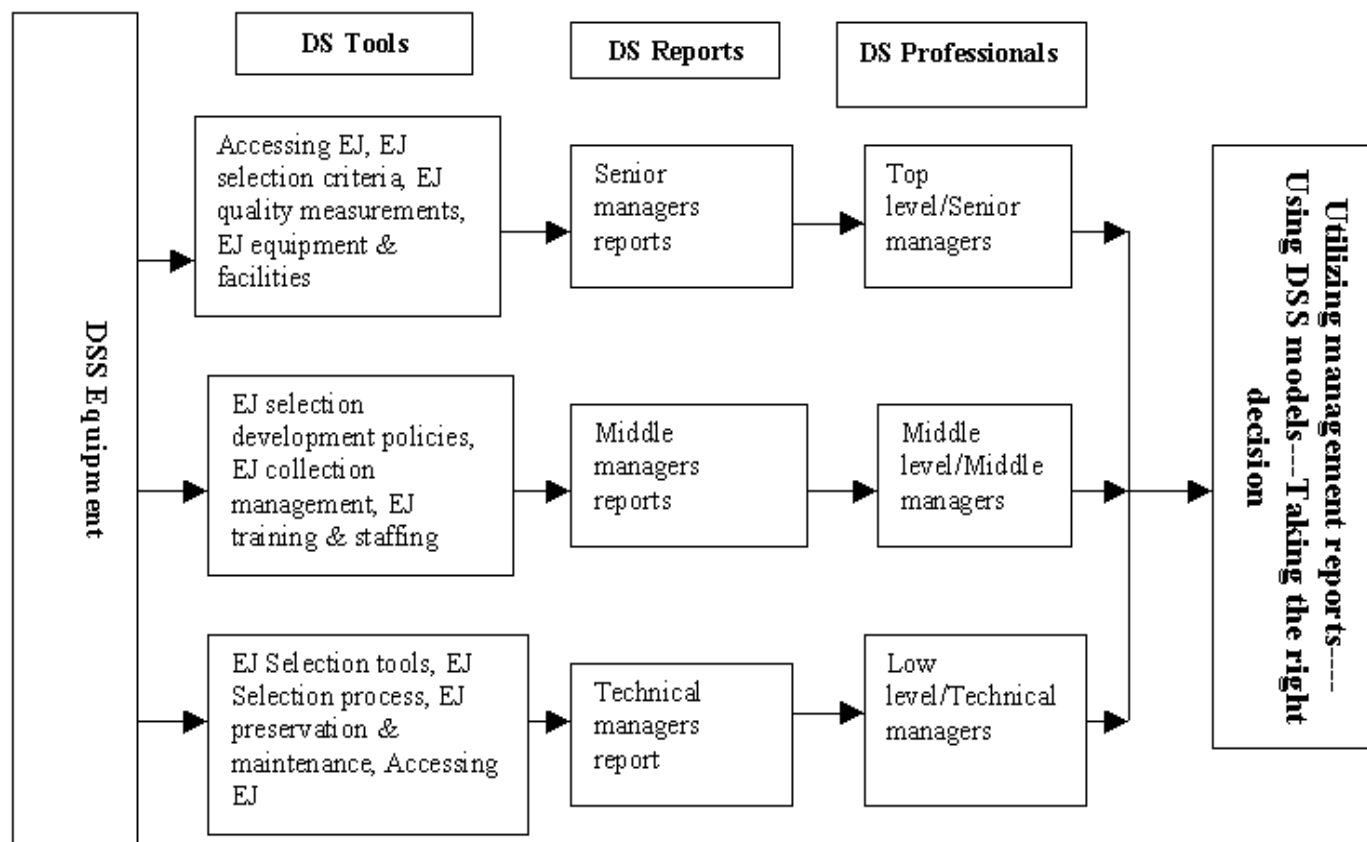 DS Tools
DS Reports
DS Professionals
DSS Equipment
Accessing EJ, EJ
selection criteria, EJ
quality measurements,
EJ equipment &
facilities
Senior
managers
reports
Top
level/Senior
managers
EJ selection
development policies,
EJ collection
management, EJ
training & staffing
Middle
managers
reports
Middle
level/Middle
managers
EJ Selection tools, EJ
Selection process, EJ
preservation &
maintenance, Accessing
EJ
Technical
managers
report
Low
level/Technical
managers
Utilizing management reports-----
Using DSS models---Taking the right
decision